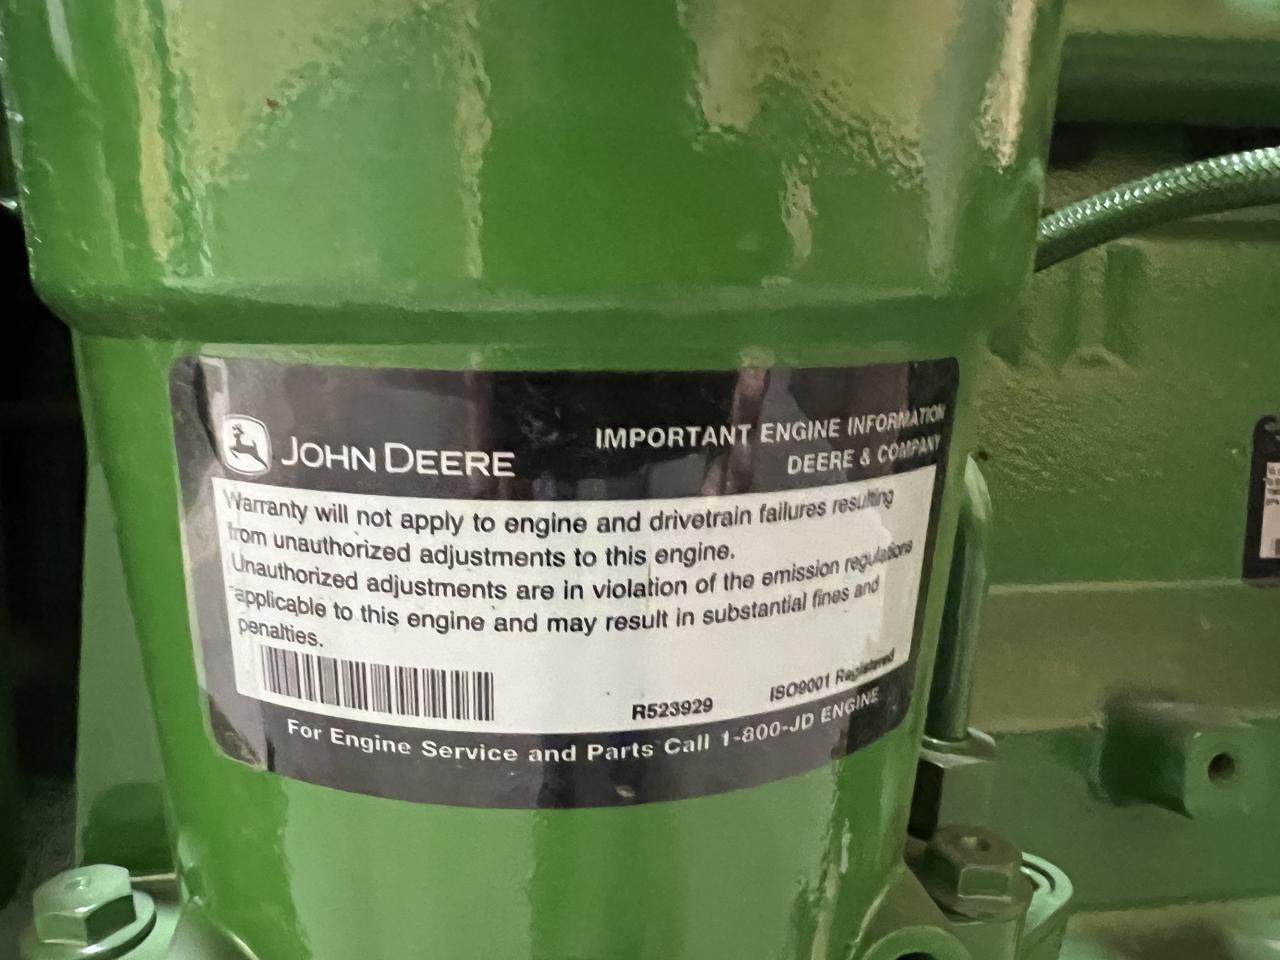 JOHN DEERE
IMPORTANT ENGINE INFORMATION
DEERE & COMPANY
Warranty will not apply to engine and drivetrain failures resulting
from unauthorized adjustments to this engine.
Unauthorized adjustments are in violation of the emission regulations
applicable to this engine and may result in substantial fines and
penalties.
R523929
ISO9001 Registered
For Engine Service and Parts Call 1-800-JD ENGINE